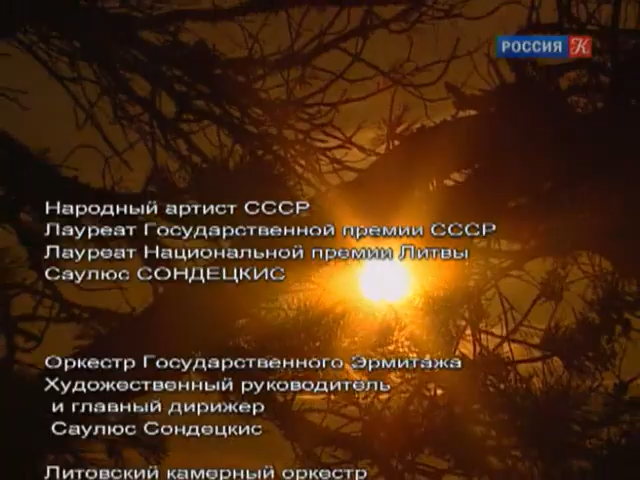 РОССИЯ К
Народный артист СССР
Лауреат Государственной премии СССР
Лауреат Национальной премии Литвы
Саулюс СОНДЕЦКИС
Оркестр Государственного Эрмитажа
Художественный руководитель
и главный дирижер
Саулюс Сондецкис
Литовский камерный оркестр